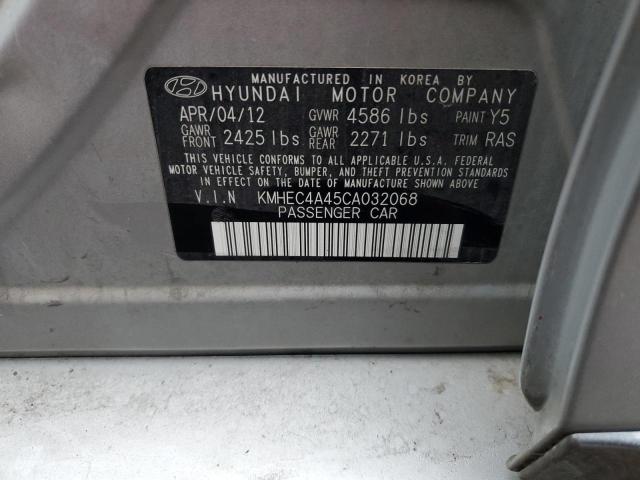 MANUFACTURED IN KOREA BY
HYUNDAI MOTOR COMPANY
APR/04/12 GVWR 4586 lbs PAINT Y5
GAWR FRONT 2425 lbs GAWR REAR 2271 lbs TRIM RAS
THIS VEHICLE CONFORMS TO ALL APPLICABLE U.S.A. FEDERAL
MOTOR VEHICLE SAFETY, BUMPER, AND THEFT PREVENTION
STANDARDS IN EFFECT ON THE DATE OF MANUFACTURE SHOWN ABOVE.
V.I.N KMHEC4A45CA032068
PASSENGER CAR